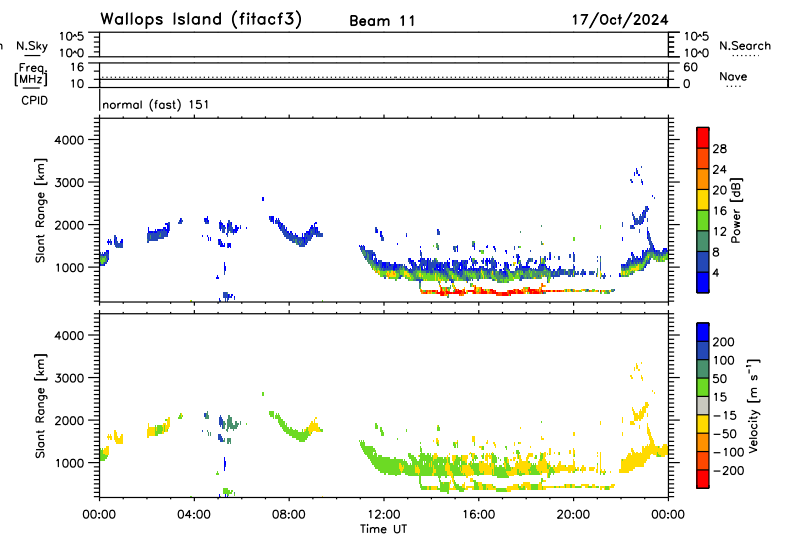 Wallops Island (fitacf3) Beam 11 17/Oct/2024
10^5 10^5
N.Sky N.Search
10^0 10^0
Freq. 16 60
[MHz] Nave
10 0
CPID normal (fast) 151
Slant Range [km]
4000
3000
2000
1000
28
24
20
16
12
8
4
Power [dB]
Slant Range [km]
4000
3000
2000
1000
200
100
50
15
-15
-50
-100
-200
Velocity [m s⁻¹]
00:00 04:00 08:00 12:00 16:00 20:00 00:00
Time UT